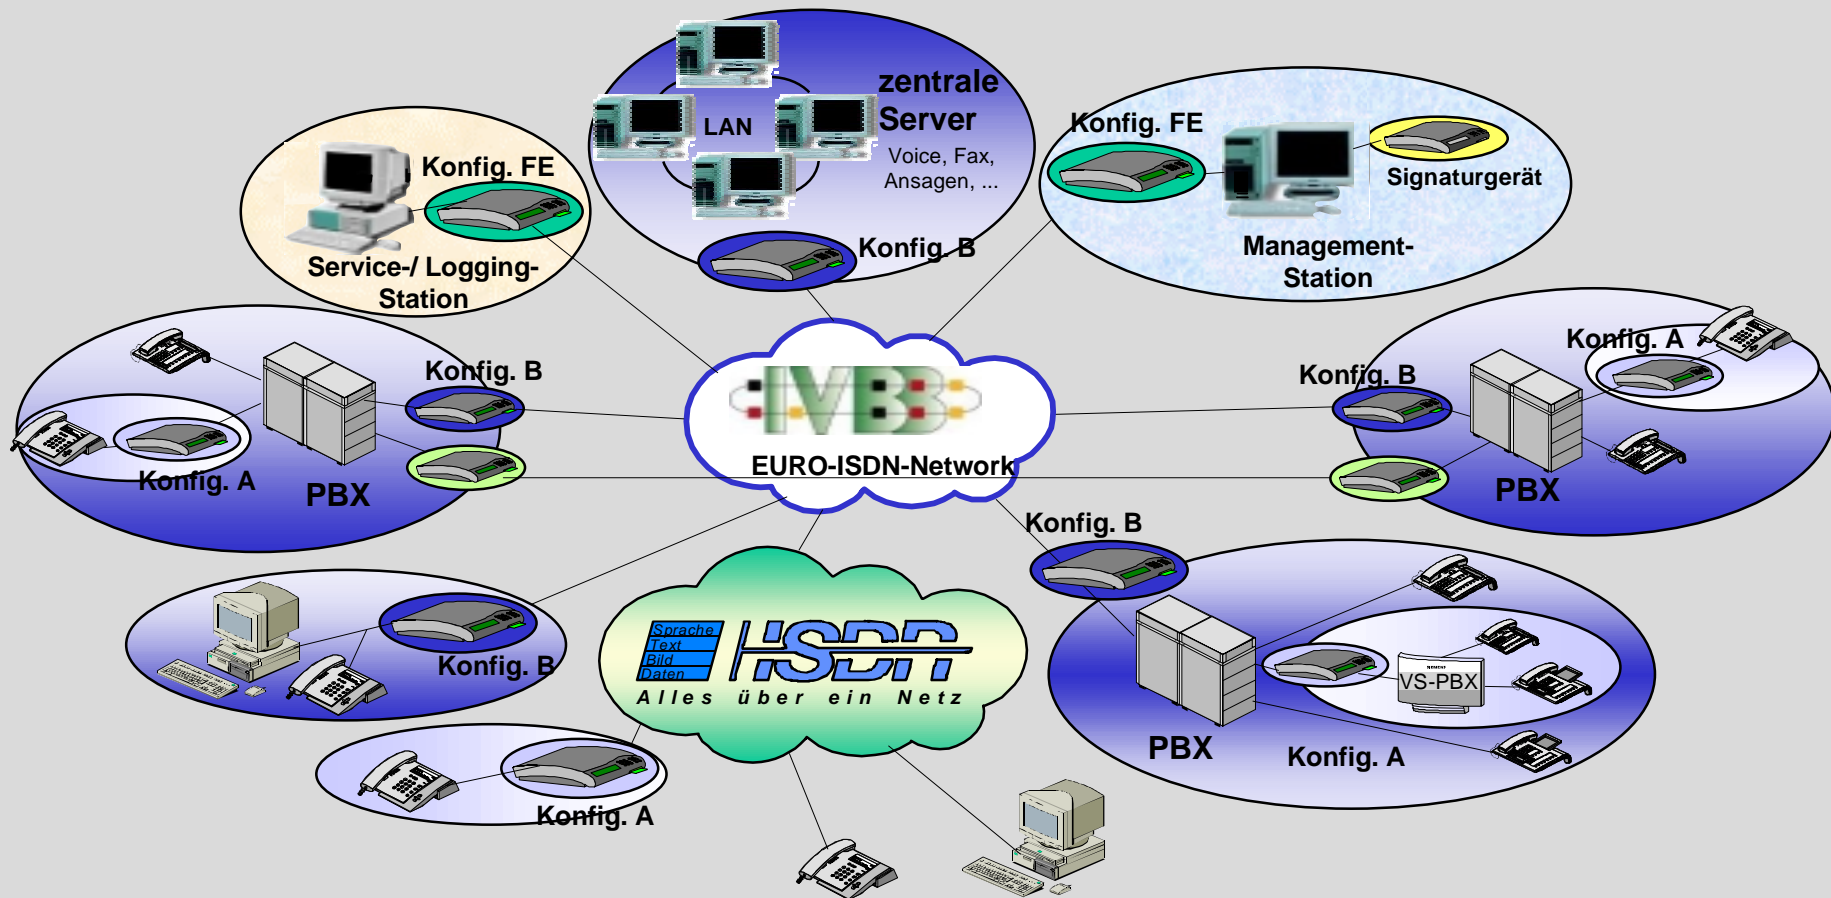 zentrale
Server
LAN
Voice, Fax,
Ansagen, ...
Konfig. B
Konfig. FE
Service-/ Logging-
Station
Konfig. FE
Signaturgerät
Management-
Station
Konfig. B
Konfig. A
PBX
IVBB
EURO-ISDN-Network
Konfig. A
Konfig. B
PBX
Konfig. B
Konfig. B
Sprache
Text
Bild
Daten
ISDN
Alles über ein Netz
VS-PBX
PBX
Konfig. A
Konfig. A